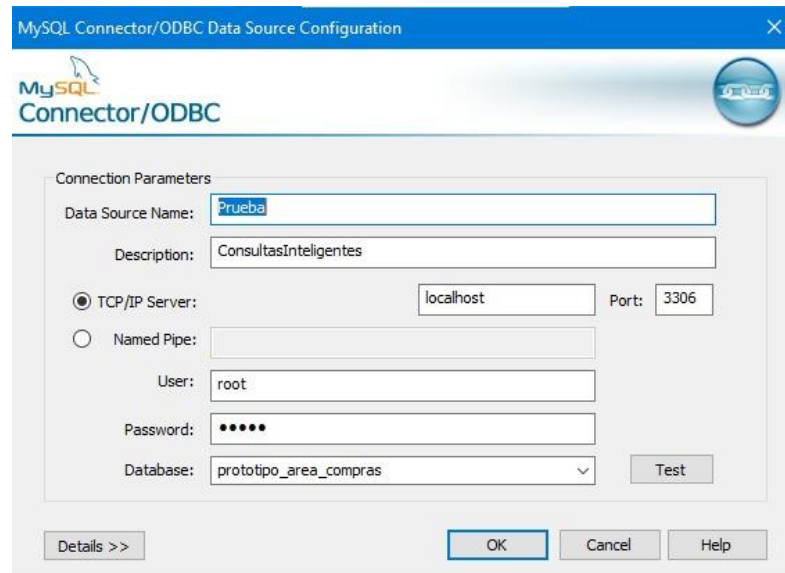 MySQL Connector/ODBC Data Source Configuration
MySQL
Connector/ODBC
Connection Parameters
Data Source Name: Prueba
Description: ConsultasInteligentes
TCP/IP Server: localhost Port: 3306
Named Pipe:
User: root
Password: •••••
Database: prototipo_area_compras Test
Details >> OK Cancel Help